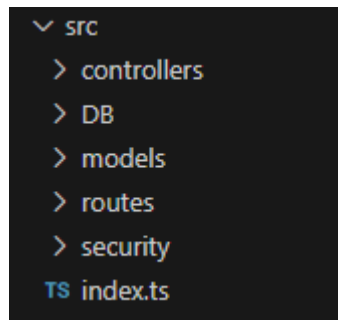 src
controllers
DB
models
routes
security
TS index.ts